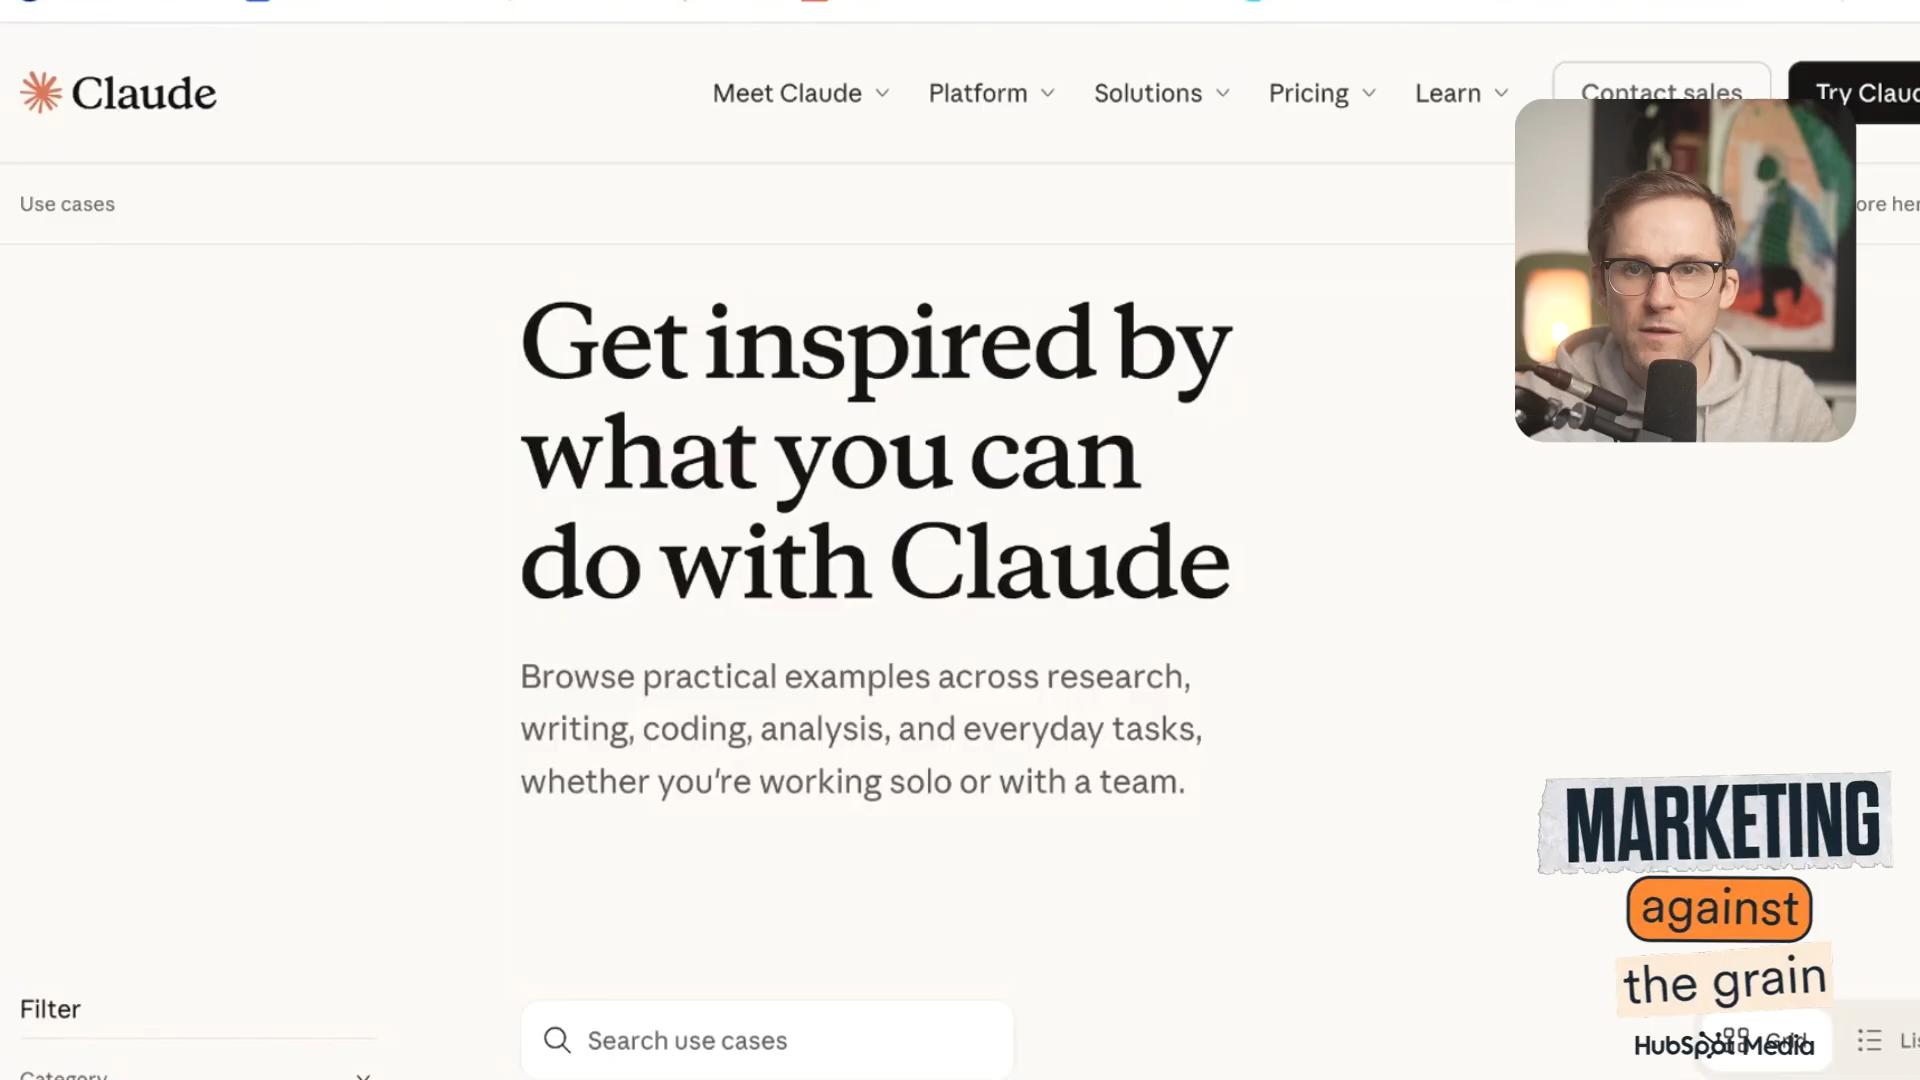 Claude
Meet Claude
Platform
Solutions
Pricing
Learn
Contact sales
Try
Use cases
Get inspired by
what you can
do with Claude
Browse practical examples across research,
writing, coding, analysis, and everyday tasks,
whether you're working solo or with a team.
MARKETING
against
the grain
HubSpot Media
Filter
Search use cases
Category